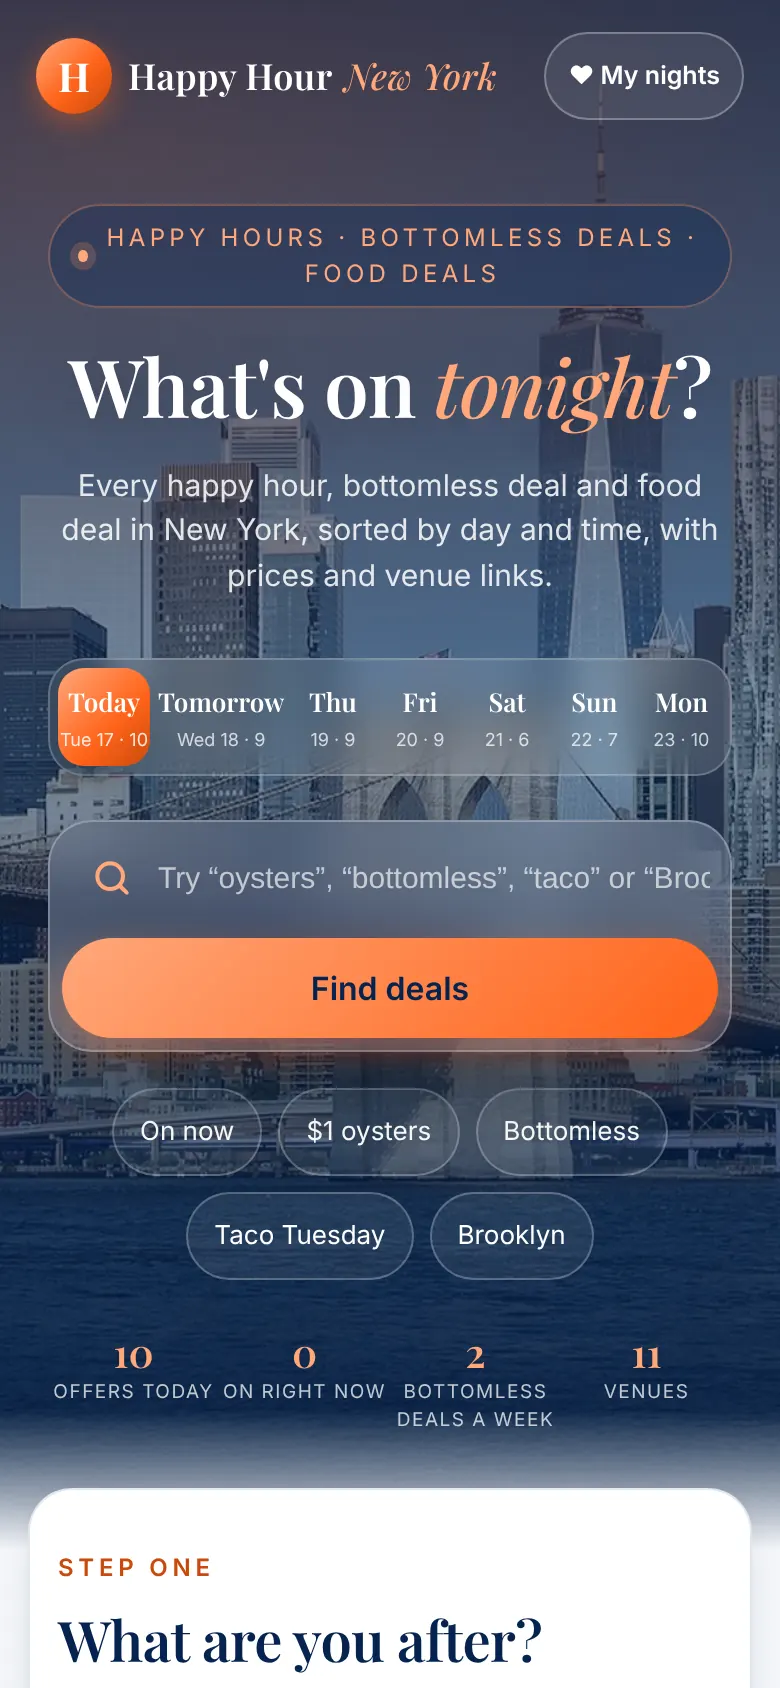 H Happy Hour New York ♥ My nights
HAPPY HOURS · BOTTOMLESS DEALS ·
FOOD DEALS
What's on tonight?
Every happy hour, bottomless deal and food
deal in New York, sorted by day and time, with
prices and venue links.
Today Tomorrow Thu Fri Sat Sun Mon
Tue 17 · 10 Wed 18 · 9 19 · 9 20 · 9 21 · 6 22 · 7 23 · 10
Try “oysters”, “bottomless”, “taco” or “Broo
Find deals
On now $1 oysters Bottomless
Taco Tuesday Brooklyn
10 0 2 11
OFFERS TODAY ON RIGHT NOW BOTTOMLESS VENUES
DEALS A WEEK
STEP ONE
What are you after?